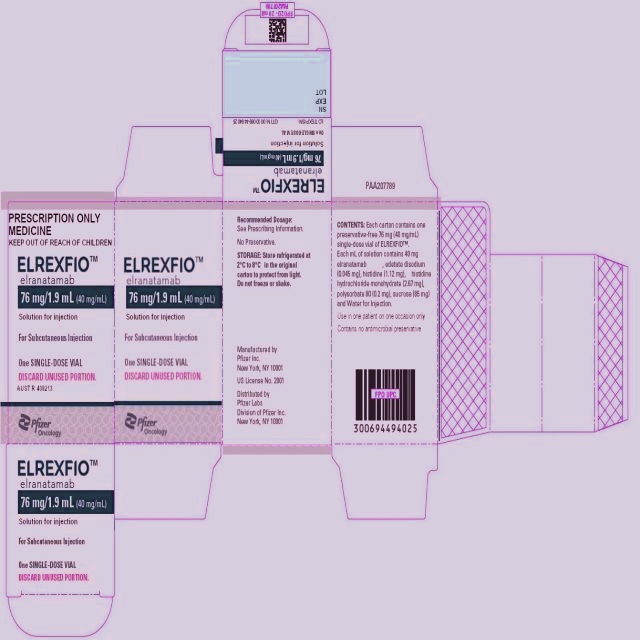 FPO 2D - 26 mil
PAA207789
SN
EXP
LOT
One SINGLE-DOSE VIAL
Solution for injection
76 mg/1.9 mL (40 mg/mL)
elranatamab
ELREXFIO™
PAA207789
PRESCRIPTION ONLY
MEDICINE
KEEP OUT OF REACH OF CHILDREN
ELREXFIO™
elranatamab
76 mg/1.9 mL (40 mg/mL)
Solution for injection
For Subcutaneous Injection
One SINGLE-DOSE VIAL
DISCARD UNUSED PORTION.
AUST R
Pfizer
Oncology
ELREXFIO™
elranatamab
76 mg/1.9 mL (40 mg/mL)
Solution for injection
For Subcutaneous Injection
One SINGLE-DOSE VIAL
DISCARD UNUSED PORTION.
Pfizer
Oncology
Recommended Dosage:
See Prescribing Information.
No Preservative.
STORAGE: Store refrigerated at
2°C to 8°C in the original
carton to protect from light.
Do not freeze or shake.
Manufactured by
Pfizer Inc.
New York, NY 10001
US License No. 2001
Distributed by
Pfizer Labs
Division of Pfizer Inc.
New York, NY 10001
CONTENTS: Each carton contains one
preservative-free 76 mg (40 mg/mL)
single-dose vial of ELREXFIO™.
Each mL of solution contains 40 mg
elranatamab , edetate disodium
(0.045 mg), histidine (1.12 mg), histidine
hydrochloride monohydrate (2.67 mg),
polysorbate 80 (0.2 mg), sucrose (85 mg)
and Water for Injection.
Use in one patient on one occasion only
Contains no antimicrobial preservative
FPO UPC
300694494025
ELREXFIO™
elranatamab
76 mg/1.9 mL (40 mg/mL)
Solution for injection
For Subcutaneous Injection
One SINGLE-DOSE VIAL
DISCARD UNUSED PORTION.